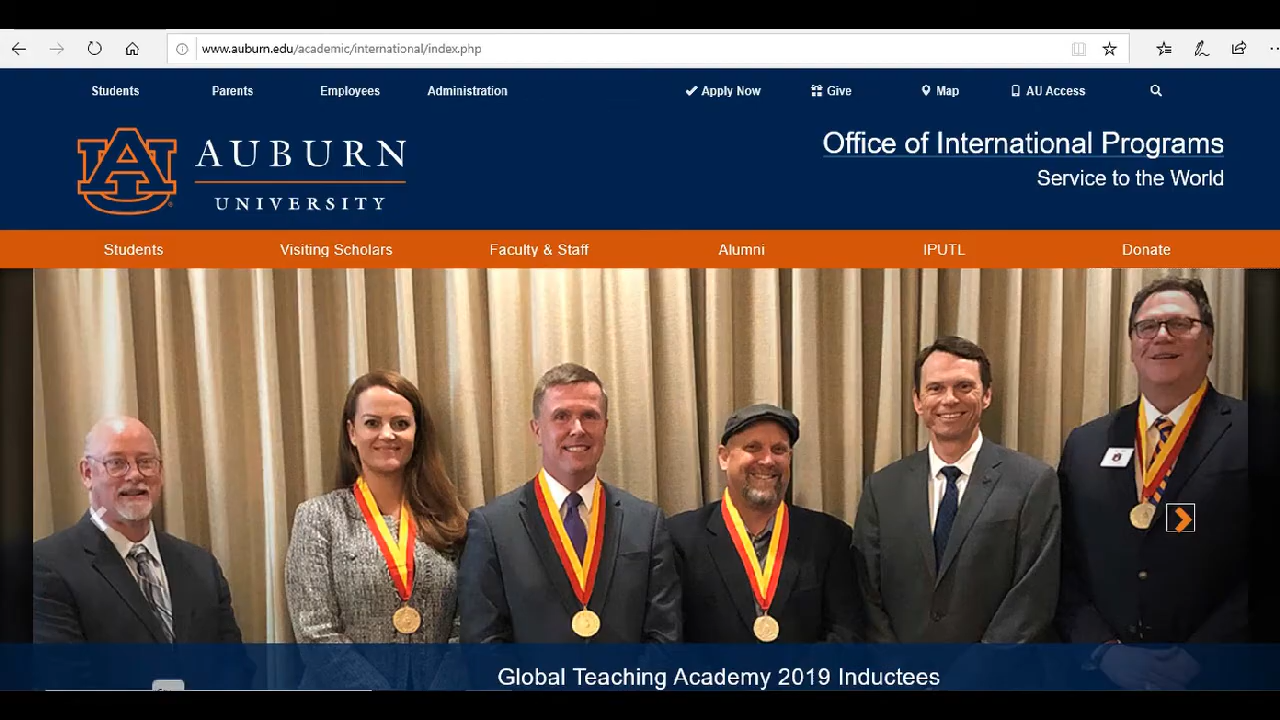 www.auburn.edu/academic/international/index.php
Students Parents Employees Administration Apply Now Give Map AU Access
AUBURN
UNIVERSITY
Office of International Programs
Service to the World
Students Visiting Scholars Faculty & Staff Alumni IPUTL Donate
Global Teaching Academy 2019 Inductees